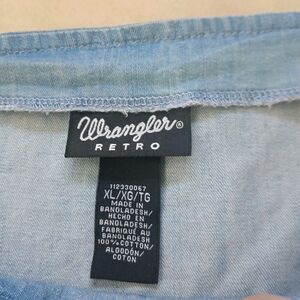 Wrangler®
RETRO
112330067
XL/XG/TG
MADE IN
BANGLADESH/
HECHO EN
BANGLADESH/
FABRIQUÉ AU
BANGLADESH
100% COTTON/
ALGODÓN/
COTON